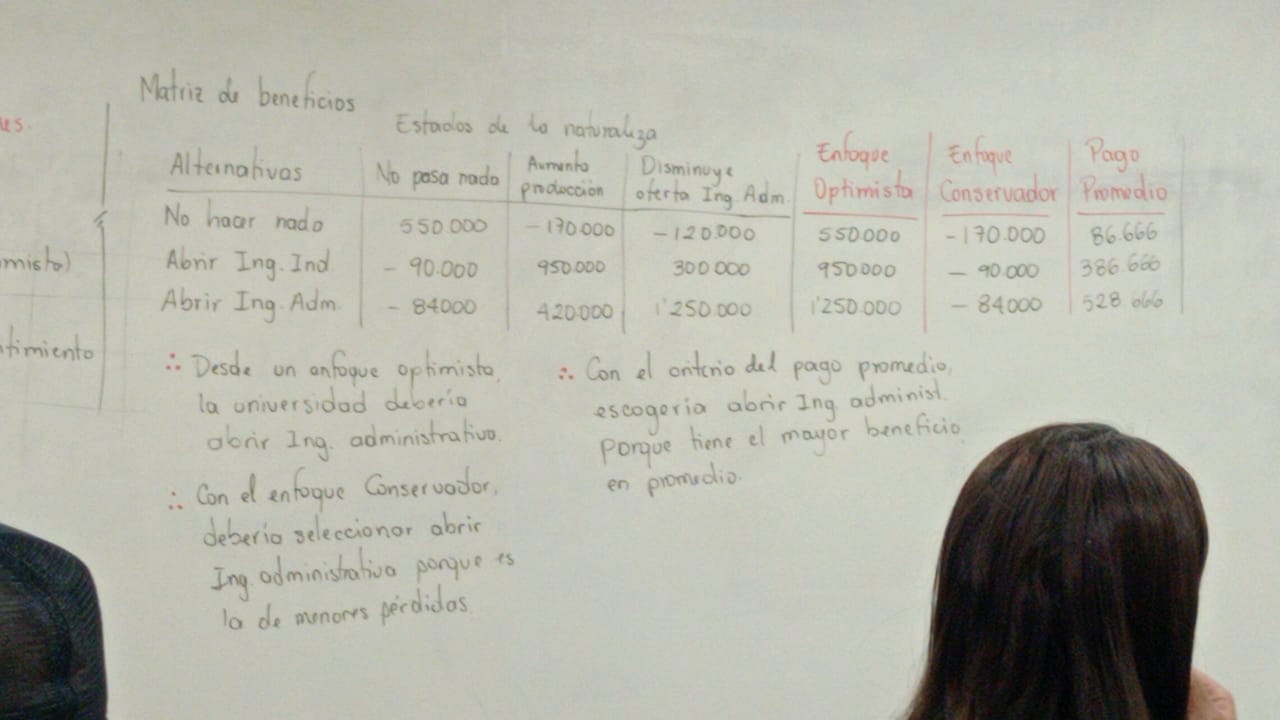 Matriz de beneficios
Estados de la naturaleza
Alternativas No pasa nada Aumento producción Disminuye oferta Ing. Adm. Enfoque Optimista Enfoque Conservador Pago Promedio
No hacer nada 550.000 -170.000 -120.000 550.000 -170.000 86.666
Abrir Ing. Ind - 90.000 950.000 300.000 950000 - 90.000 386.666
Abrir Ing. Adm. - 84000 420.000 1'250.000 1'250.000 - 84000 528 666
∴ Desde un enfoque optimista,
la universidad debería
abrir Ing. administrativa.
∴ Con el enfoque Conservador,
debería seleccionar abrir
Ing. administrativa porque es
la de menores pérdidas.
∴ Con el criterio del pago promedio,
escogería abrir Ing. administ.
Porque tiene el mayor beneficio
en promedio.